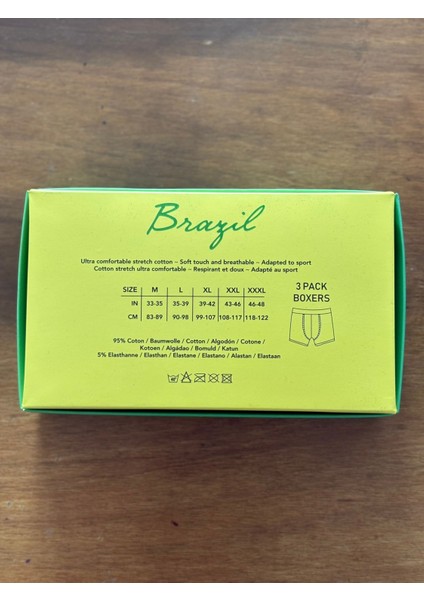 Brazil
Ultra comfortable stretch cotton – Soft touch and breathable – Adapted to sport
Cotton stretch ultra comfortable – Respirant et doux – Adapté au sport
SIZE M L XL XXL XXXL
IN 33-35 35-39 39-42 43-46 46-48
CM 83-89 90-98 99-107 108-117 118-122
3 PACK
BOXERS
95% Coton / Baumwolle / Cotton / Algodón / Cotone /
Kotoen / Algádao / Bomuld / Katun
5% Elasthanne / Elasthan / Elastane / Elastano / Alastan / Elastaan